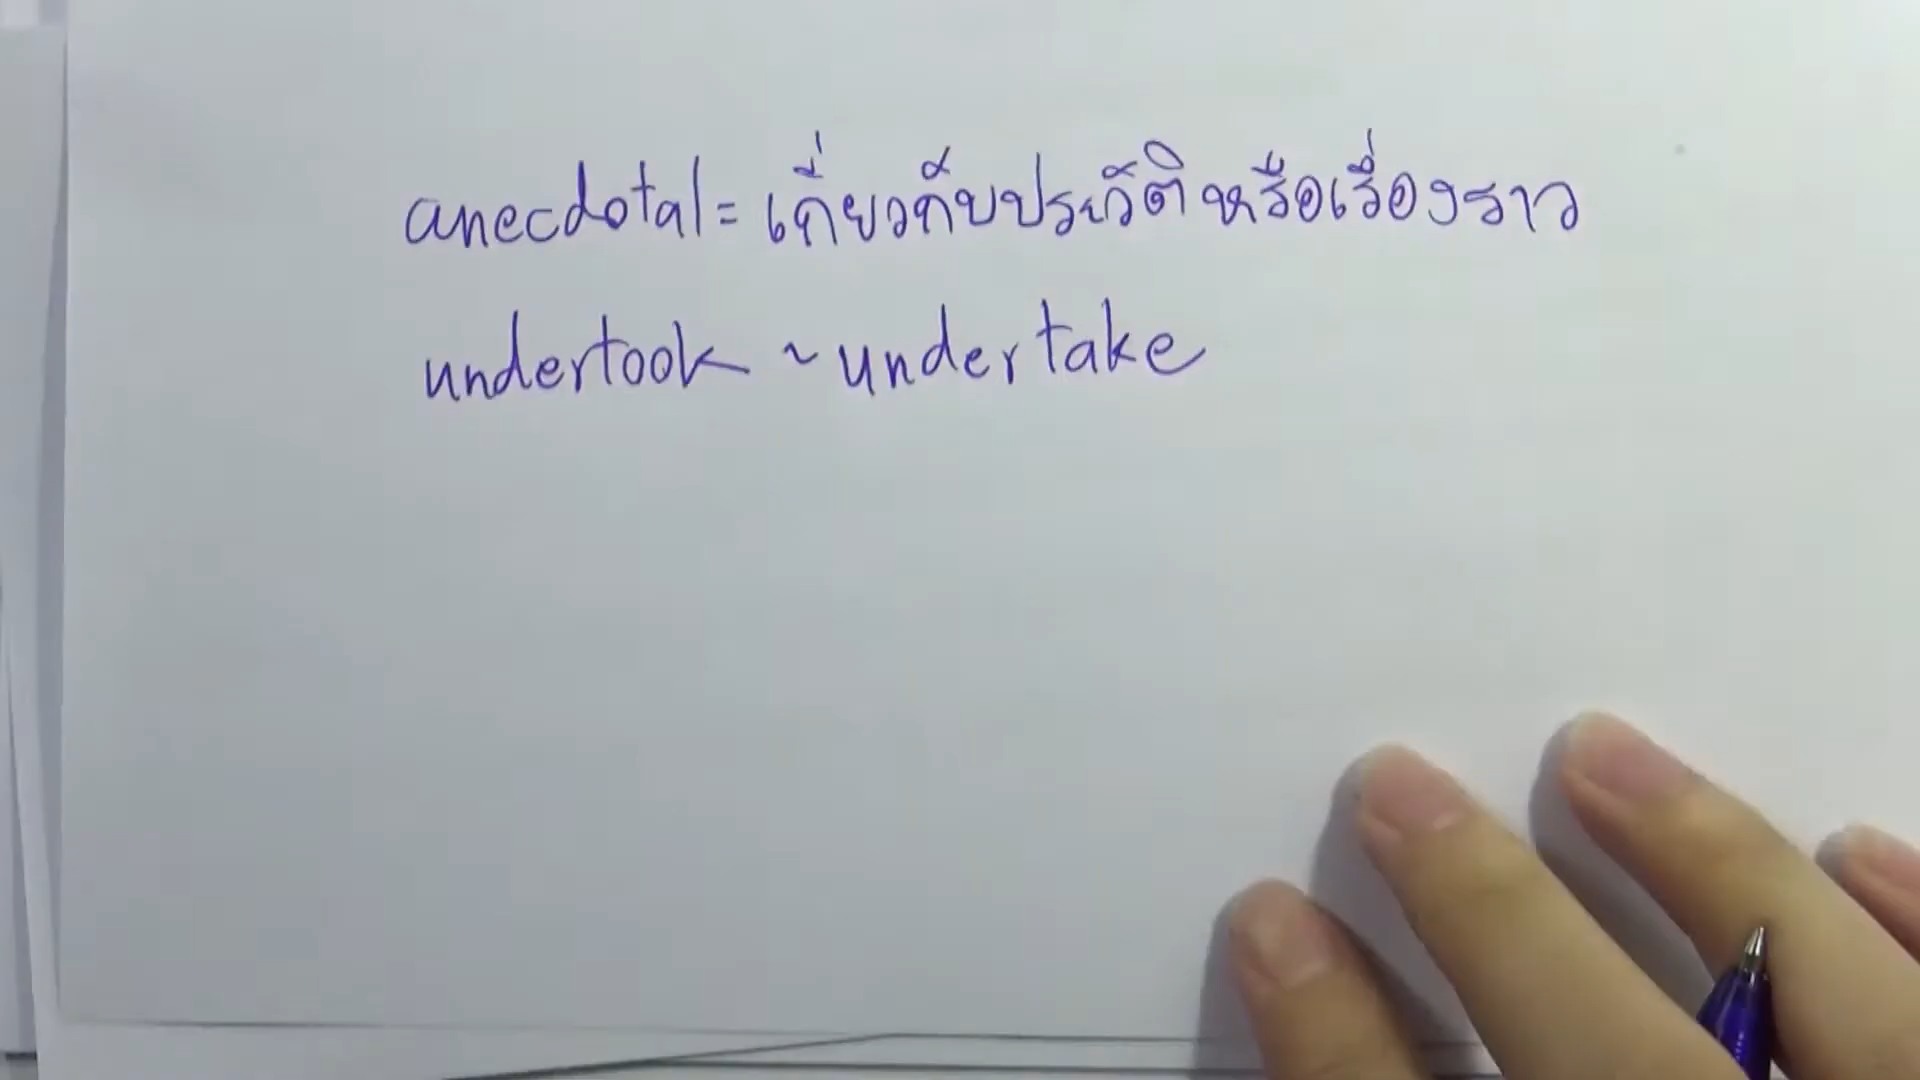 anecdotal = เกี่ยวกับประวัติ หรือเรื่องราว
undertook ~ undertake